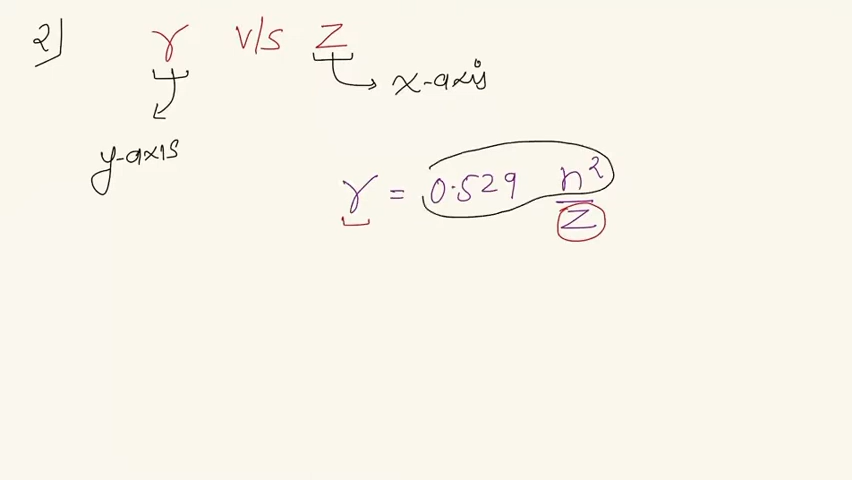 2) r v/s Z
x-axis
y-axis
r = 0.529 n²/Z